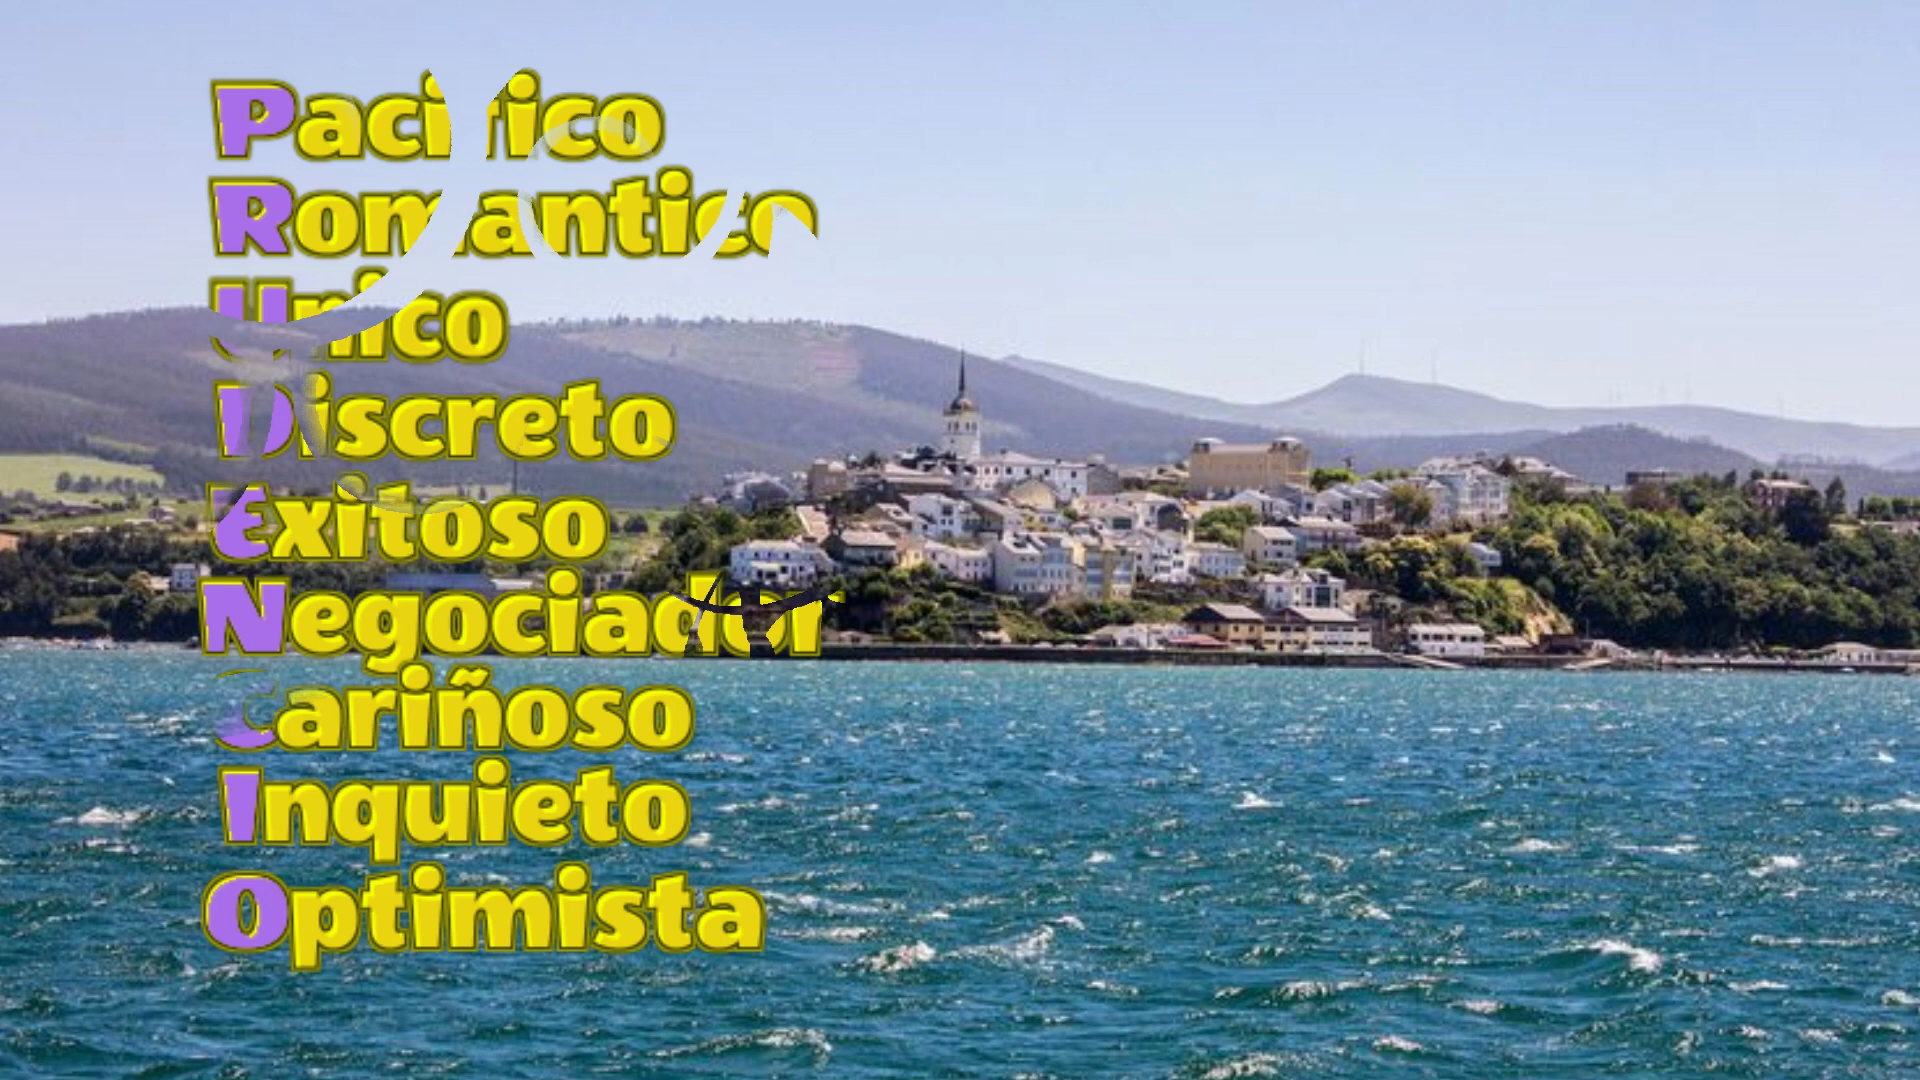 Pacifico
Romantico
Unico
Discreto
Exitoso
Negociador
Cariñoso
Inquieto
Optimista